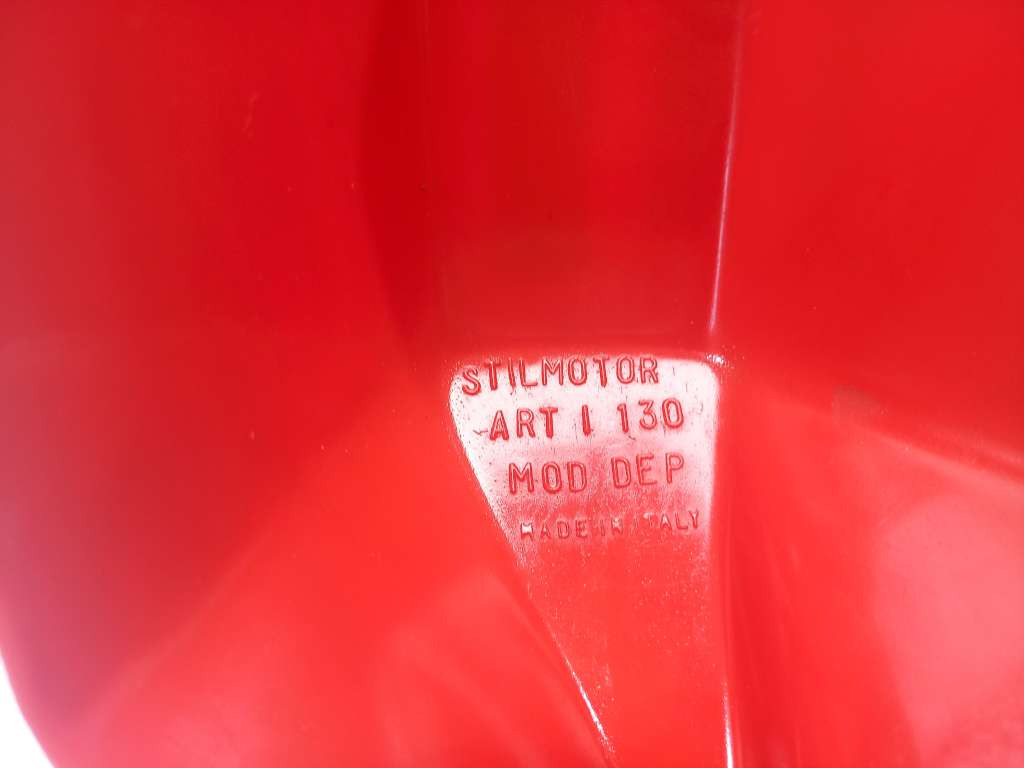 STILMOTOR
ART I 130
MOD DEP
MADE IN ITALY